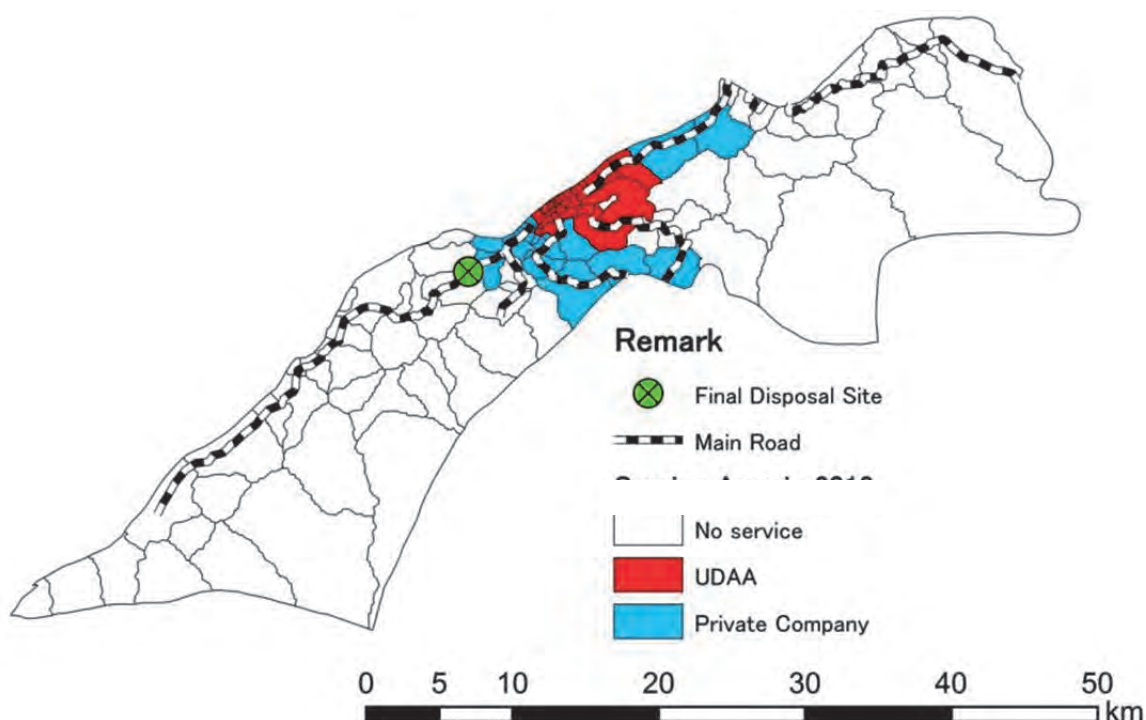 Remark
Final Disposal Site
Main Road
No service
UDAA
Private Company
0 5 10 20 30 40 50
km